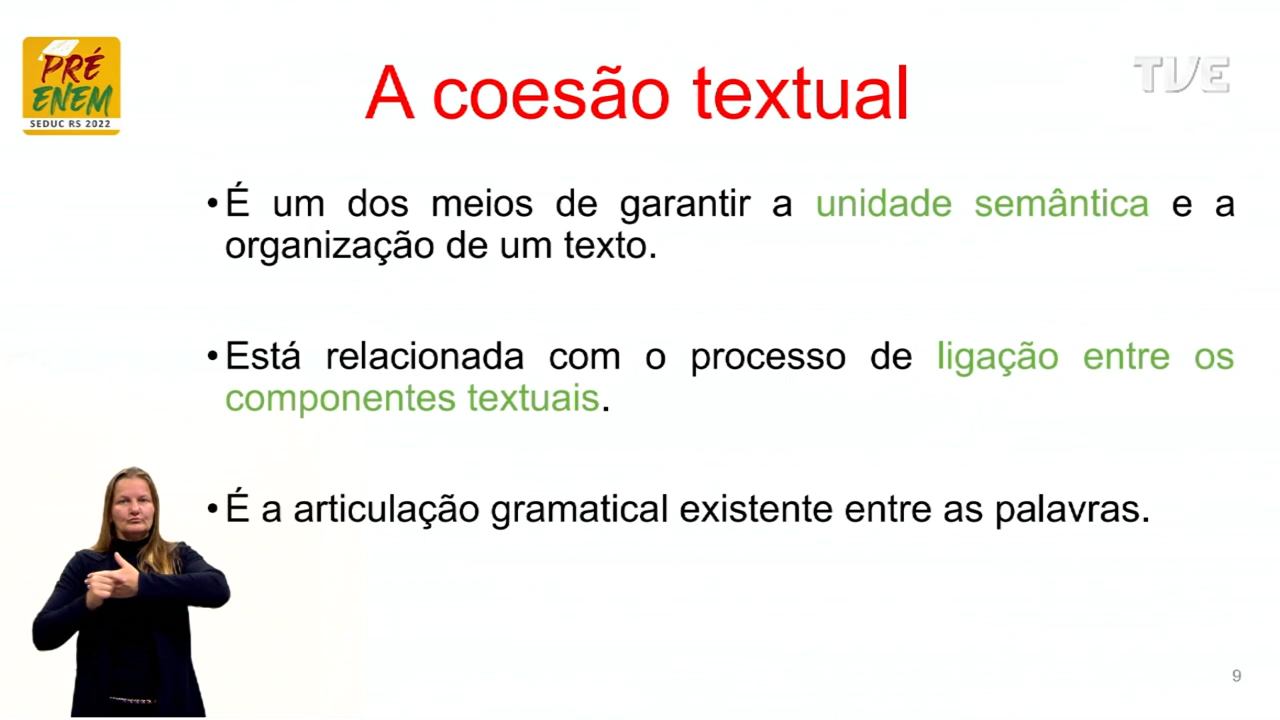 PRÉ
ENEM
SEDUC RS 2022
TVE
A coesão textual
•É um dos meios de garantir a unidade semântica e a
organização de um texto.
•Está relacionada com o processo de ligação entre os
componentes textuais.
•É a articulação gramatical existente entre as palavras.
9